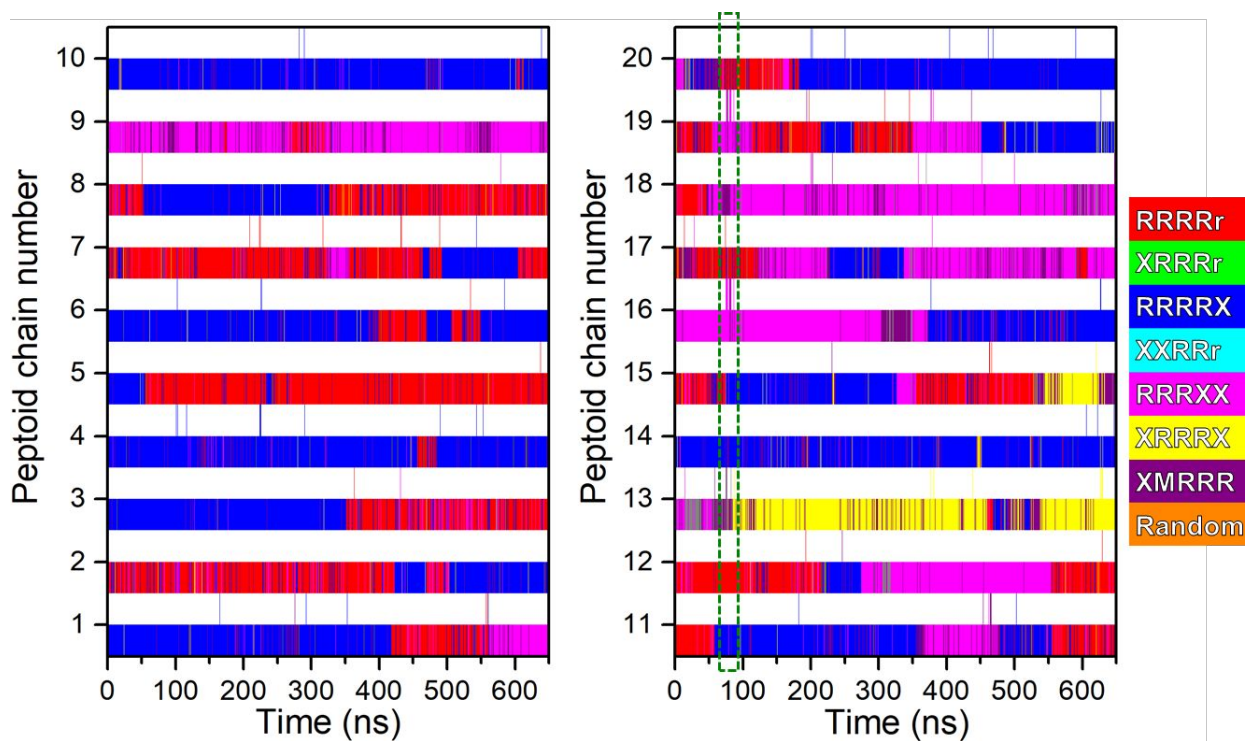 Peptoid chain number
10
9
8
7
6
5
4
3
2
1
0 100 200 300 400 500 600
Time (ns)
Peptoid chain number
20
19
18
17
16
15
14
13
12
11
0 100 200 300 400 500 600
Time (ns)
RRRRr
XRRRr
RRRRX
XXRRr
RRRXX
XRRRX
XMRRR
Random